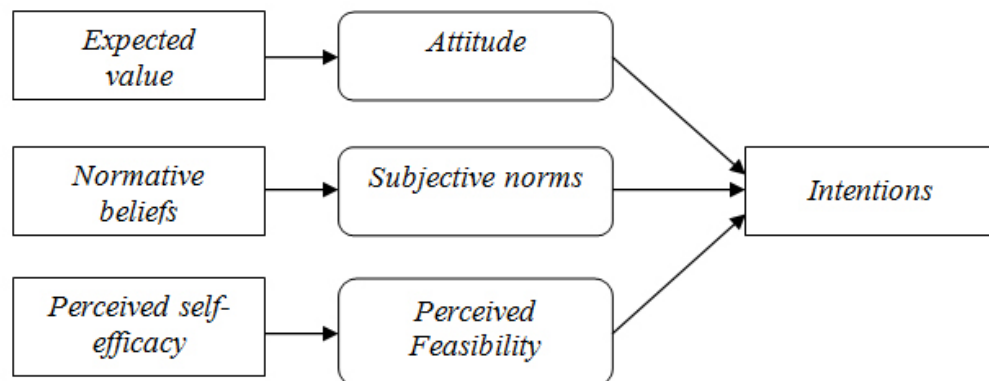 Expected
value
Attitude
Normative
beliefs
Subjective norms
Intentions
Perceived self-
efficacy
Perceived
Feasibility